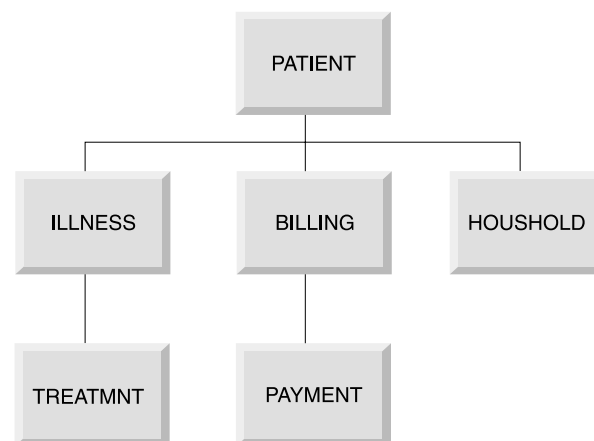 PATIENT
ILLNESS
BILLING
HOUSHOLD
TREATMNT
PAYMENT